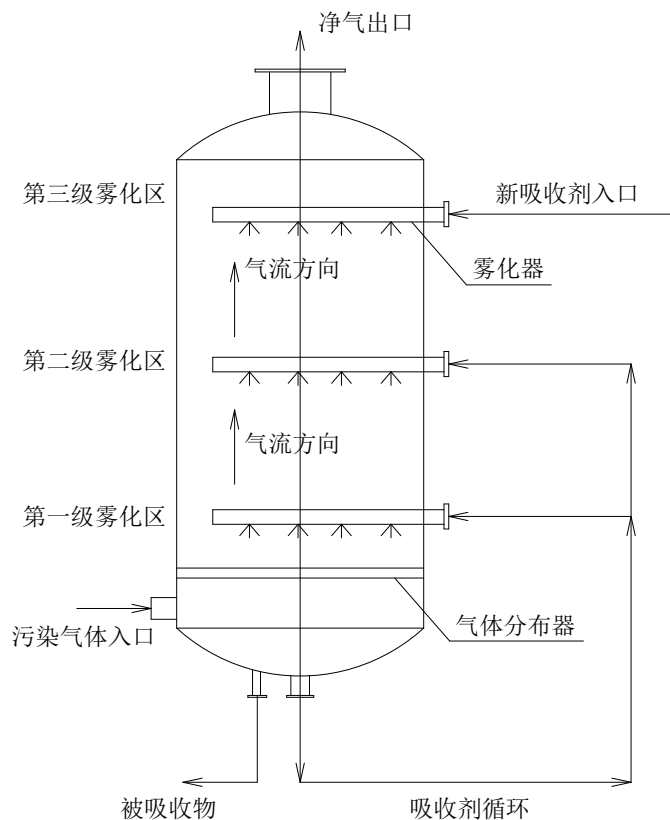 净气出口
第三级雾化区
新吸收剂入口
气流方向
雾化器
第二级雾化区
气流方向
第一级雾化区
污染气体入口
气体分布器
被吸收物
吸收剂循环